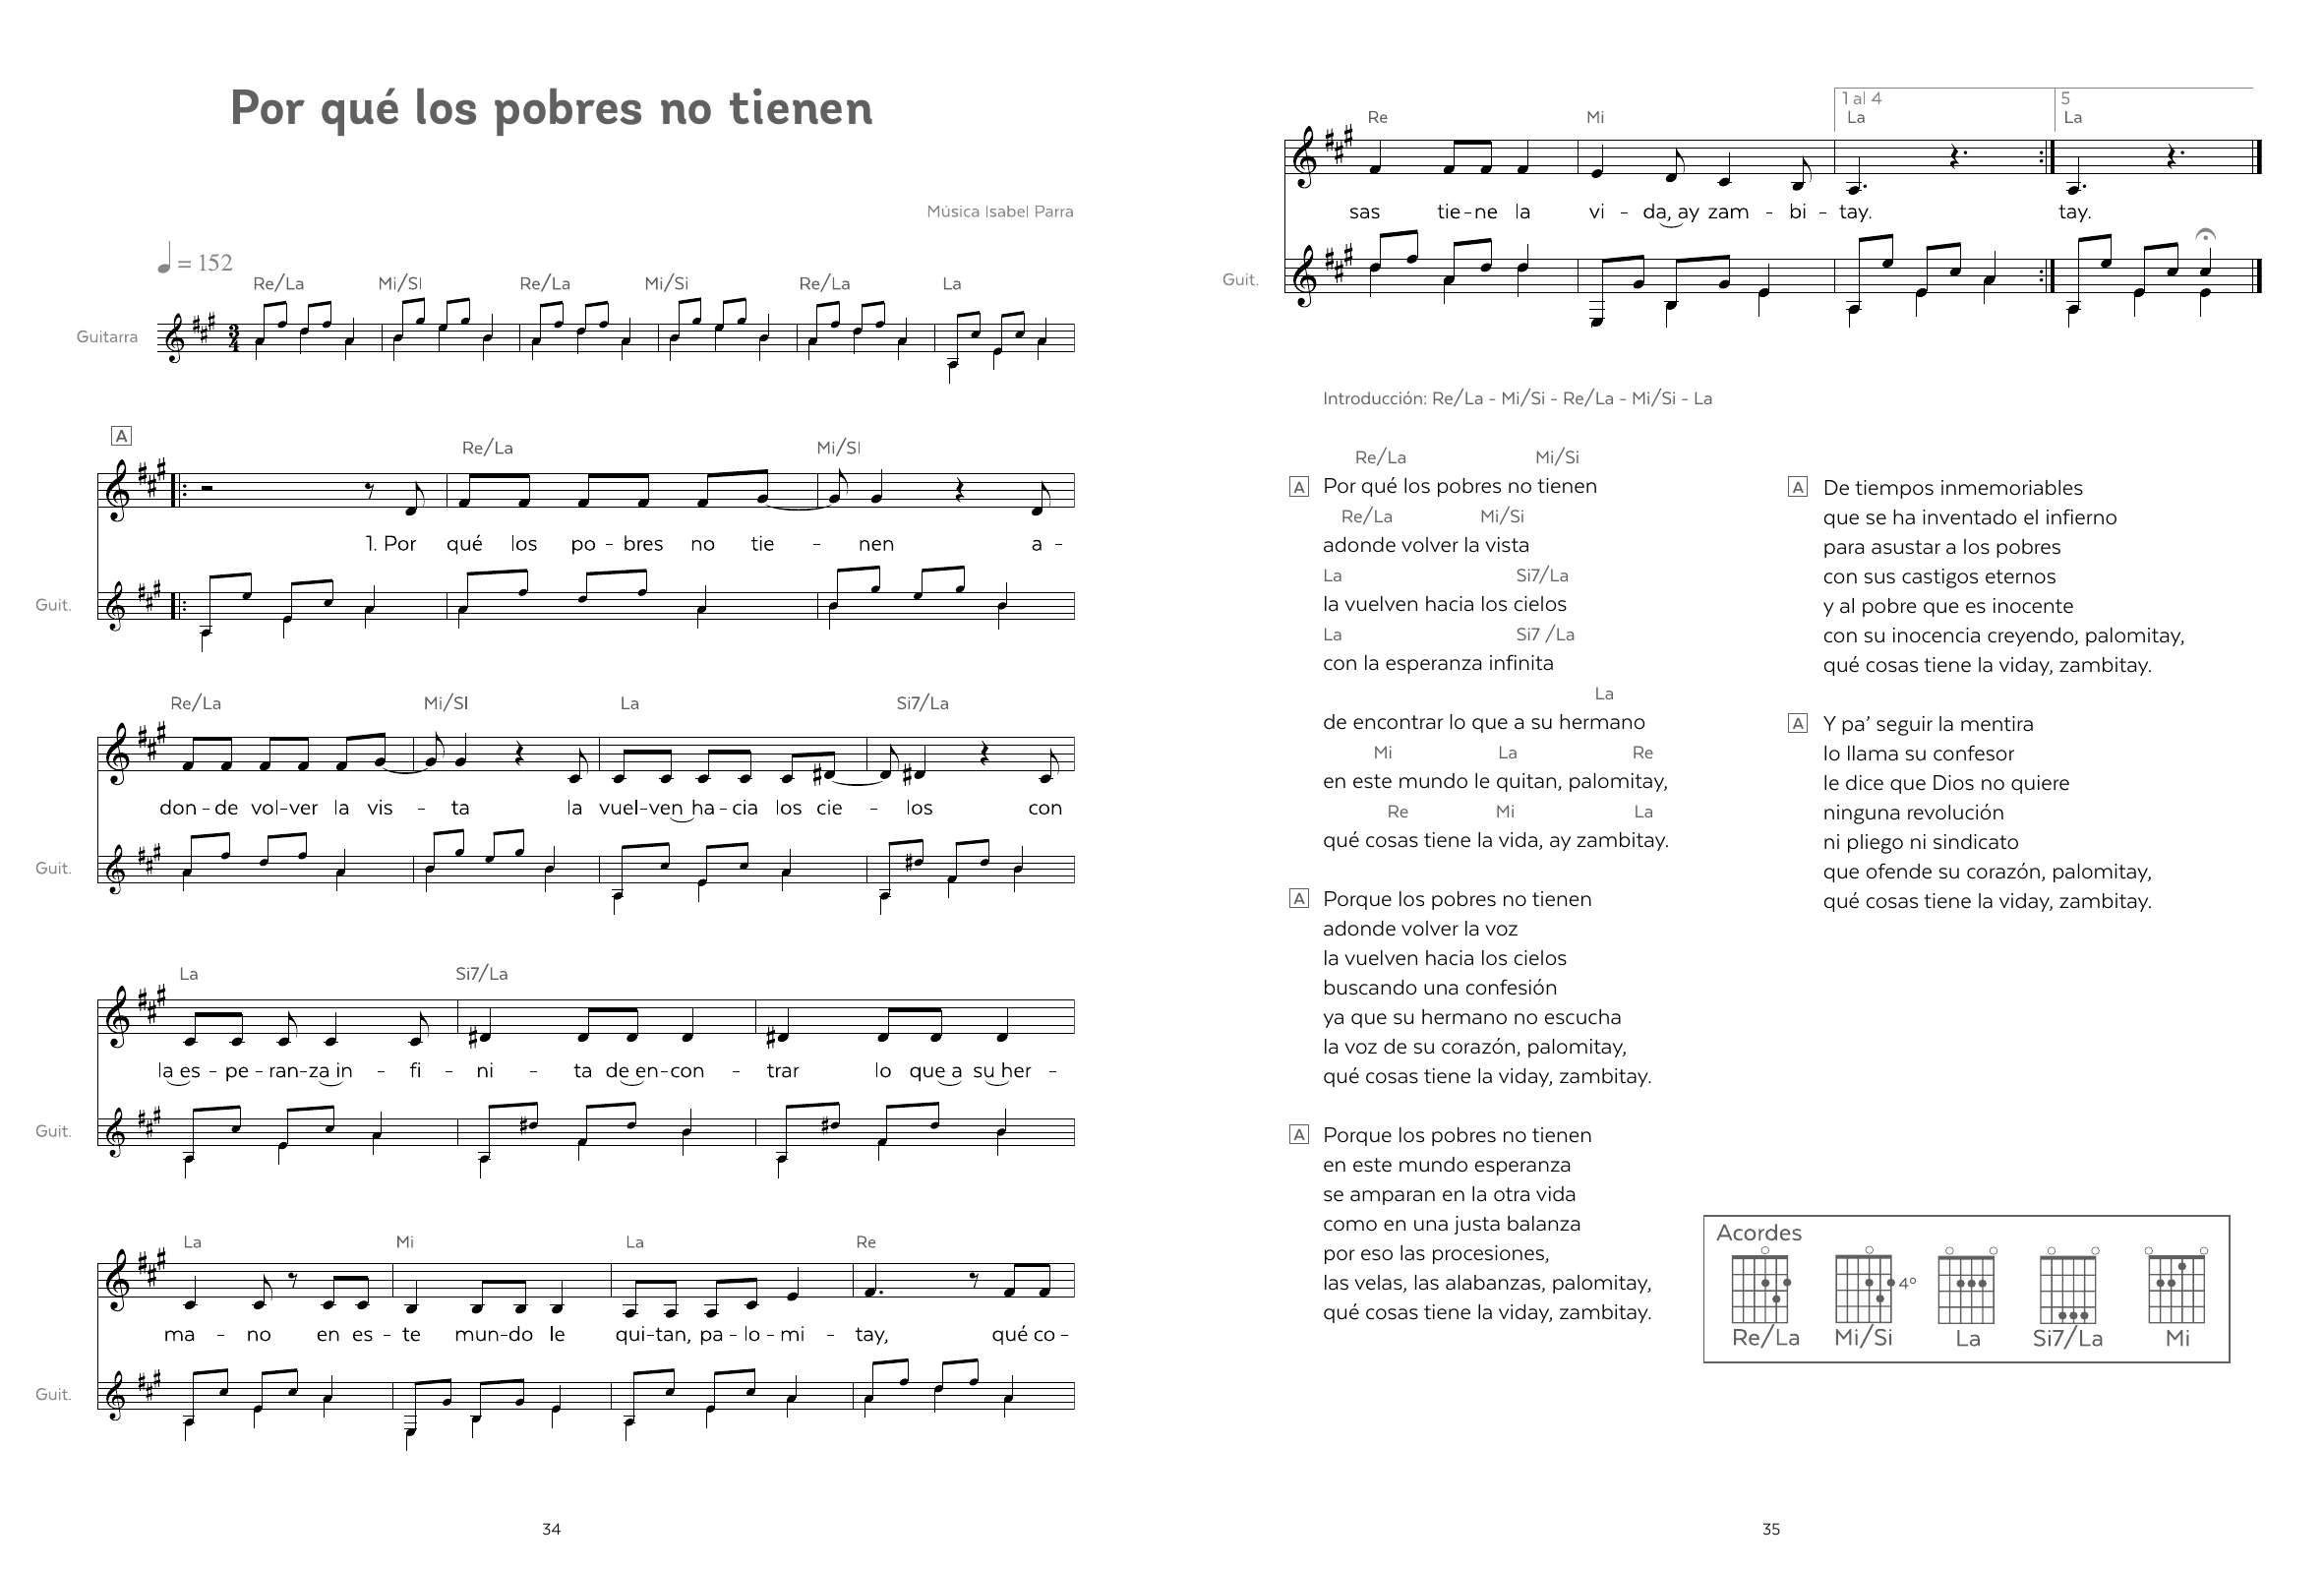 Por qué los pobres no tienen
Música Isabel Parra
= 152
Re/La Mi/SI Re/La Mi/Si Re/La La
Guitarra
3
4
A
Re/La Mi/SI
1. Por qué los po - bres no tie - nen a -
Guit.
Re/La Mi/SI La Si7/La
don - de vol - ver la vis - ta la vuel - ven ha - cia los cie - los con
Guit.
La Si7/La
la es - pe - ran - za in - fi - ni - ta de en - con - trar lo que a su her -
Guit.
La Mi La Re
ma - no en es - te mun - do le qui - tan, pa - lo - mi - tay, qué co -
Guit.
34
1 al 4 5
Re Mi La La
sas tie - ne la vi - da, ay zam - bi - tay. tay.
Guit.
Introducción: Re/La - Mi/Si - Re/La - Mi/Si - La
Re/La Mi/Si
A Por qué los pobres no tienen
Re/La Mi/Si
adonde volver la vista
La Si7/La
la vuelven hacia los cielos
La Si7 /La
con la esperanza infinita
La
de encontrar lo que a su hermano
Mi La Re
en este mundo le quitan, palomitay,
Re Mi La
qué cosas tiene la vida, ay zambitay.
A Porque los pobres no tienen
adonde volver la voz
la vuelven hacia los cielos
buscando una confesión
ya que su hermano no escucha
la voz de su corazón, palomitay,
qué cosas tiene la viday, zambitay.
A Porque los pobres no tienen
en este mundo esperanza
se amparan en la otra vida
como en una justa balanza
por eso las procesiones,
las velas, las alabanzas, palomitay,
qué cosas tiene la viday, zambitay.
A De tiempos inmemoriables
que se ha inventado el infierno
para asustar a los pobres
con sus castigos eternos
y al pobre que es inocente
con su inocencia creyendo, palomitay,
qué cosas tiene la viday, zambitay.
A Y pa’ seguir la mentira
lo llama su confesor
le dice que Dios no quiere
ninguna revolución
ni pliego ni sindicato
que ofende su corazón, palomitay,
qué cosas tiene la viday, zambitay.
Acordes
4º
Re/La Mi/Si La Si7/La Mi
35